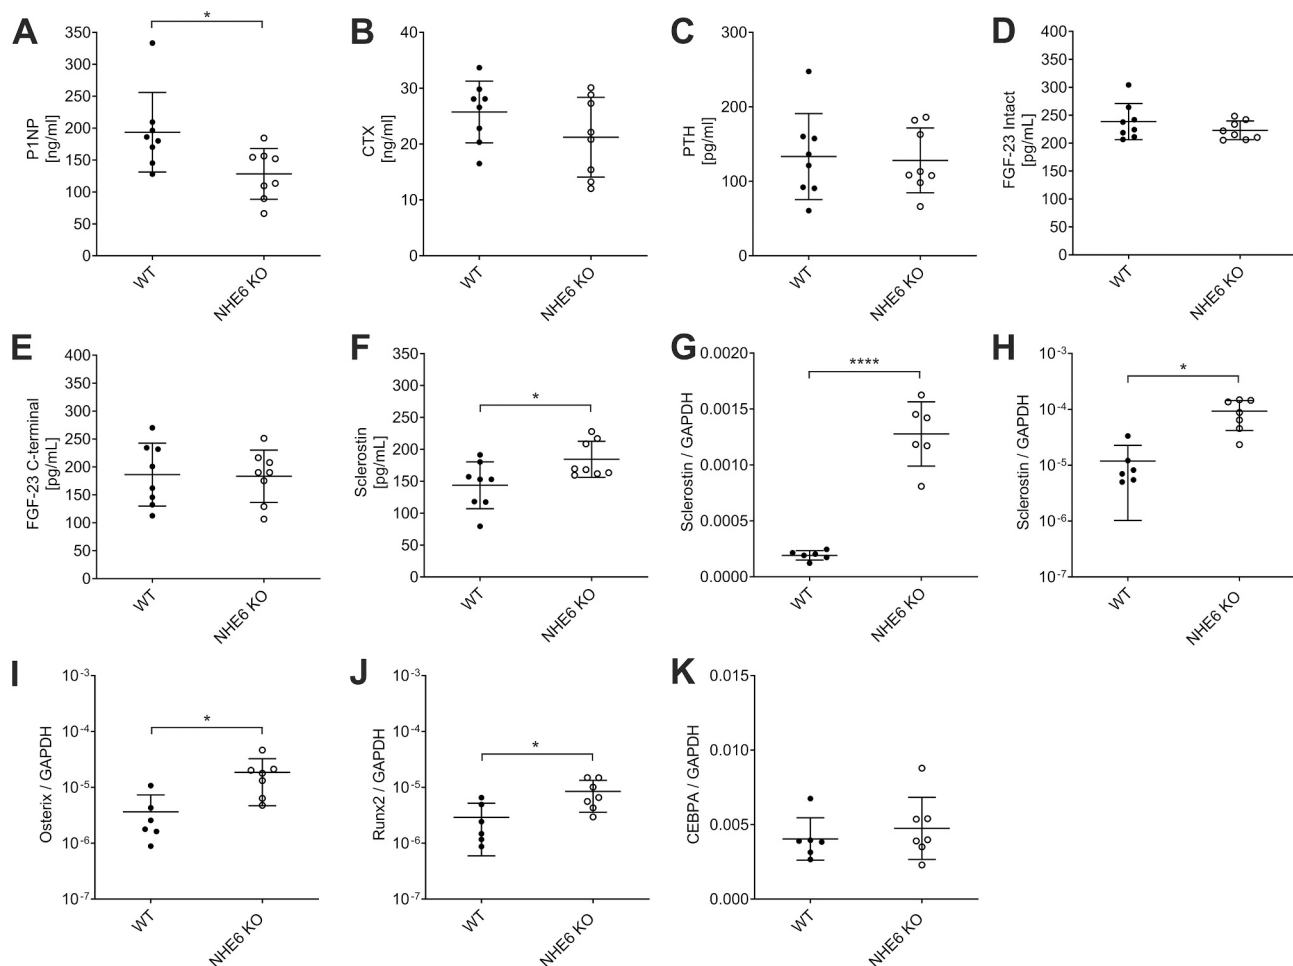 A
P1NP
[ng/ml]
350
300
250
200
150
100
50
0
*
WT
NHE6 KO
B
CTX
[ng/ml]
40
30
20
10
0
WT
NHE6 KO
C
PTH
[pg/ml]
300
200
100
0
WT
NHE6 KO
D
FGF-23 Intact
[pg/mL]
400
350
300
250
200
150
100
50
0
WT
NHE6 KO
E
FGF-23 C-terminal
[pg/mL]
400
350
300
250
200
150
100
50
0
WT
NHE6 KO
F
Sclerostin
[pg/mL]
350
300
250
200
150
100
50
0
*
WT
NHE6 KO
G
Sclerostin / GAPDH
0.0020
0.0015
0.0010
0.0005
0.0000
****
WT
NHE6 KO
H
Sclerostin / GAPDH
10-3
10-4
10-5
10-6
10-7
*
WT
NHE6 KO
I
Osterix / GAPDH
10-3
10-4
10-5
10-6
10-7
*
WT
NHE6 KO
J
Runx2 / GAPDH
10-3
10-4
10-5
10-6
10-7
*
WT
NHE6 KO
K
CEBPA / GAPDH
0.015
0.010
0.005
0.000
WT
NHE6 KO